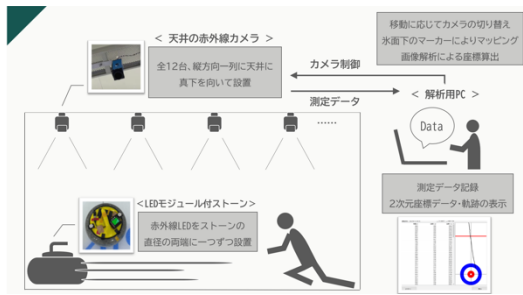 移動に応じてカメラの切り替え
氷面下のマーカーによりマッピング
画像解析による座標算出
< 天井の赤外線カメラ >
全12台、縦方向一列に天井に
真下を向いて設置
カメラ制御
測定データ
< 解析用PC >
Data
……
<LEDモジュール付ストーン>
赤外線LEDをストーンの
直径の両端に一つずつ設置
測定データ記録
2次元座標データ・軌跡の表示